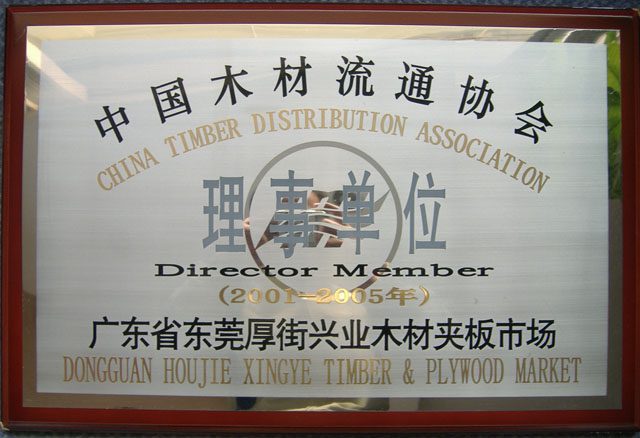 中国木材流通协会
CHINA TIMBER DISTRIBUTION ASSOCIATION
理事单位
Director Member
(2001-2005年)
广东省东莞厚街兴业木材夹板市场
DONGGUAN HOUJIE XINGYE TIMBER & PLYWOOD MARKET